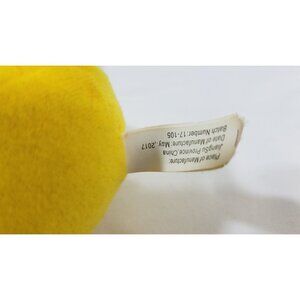 Place of Manufacture:
JiangSu Province,China
Date of Manufacture: May, 2017
Batch Number:17-105